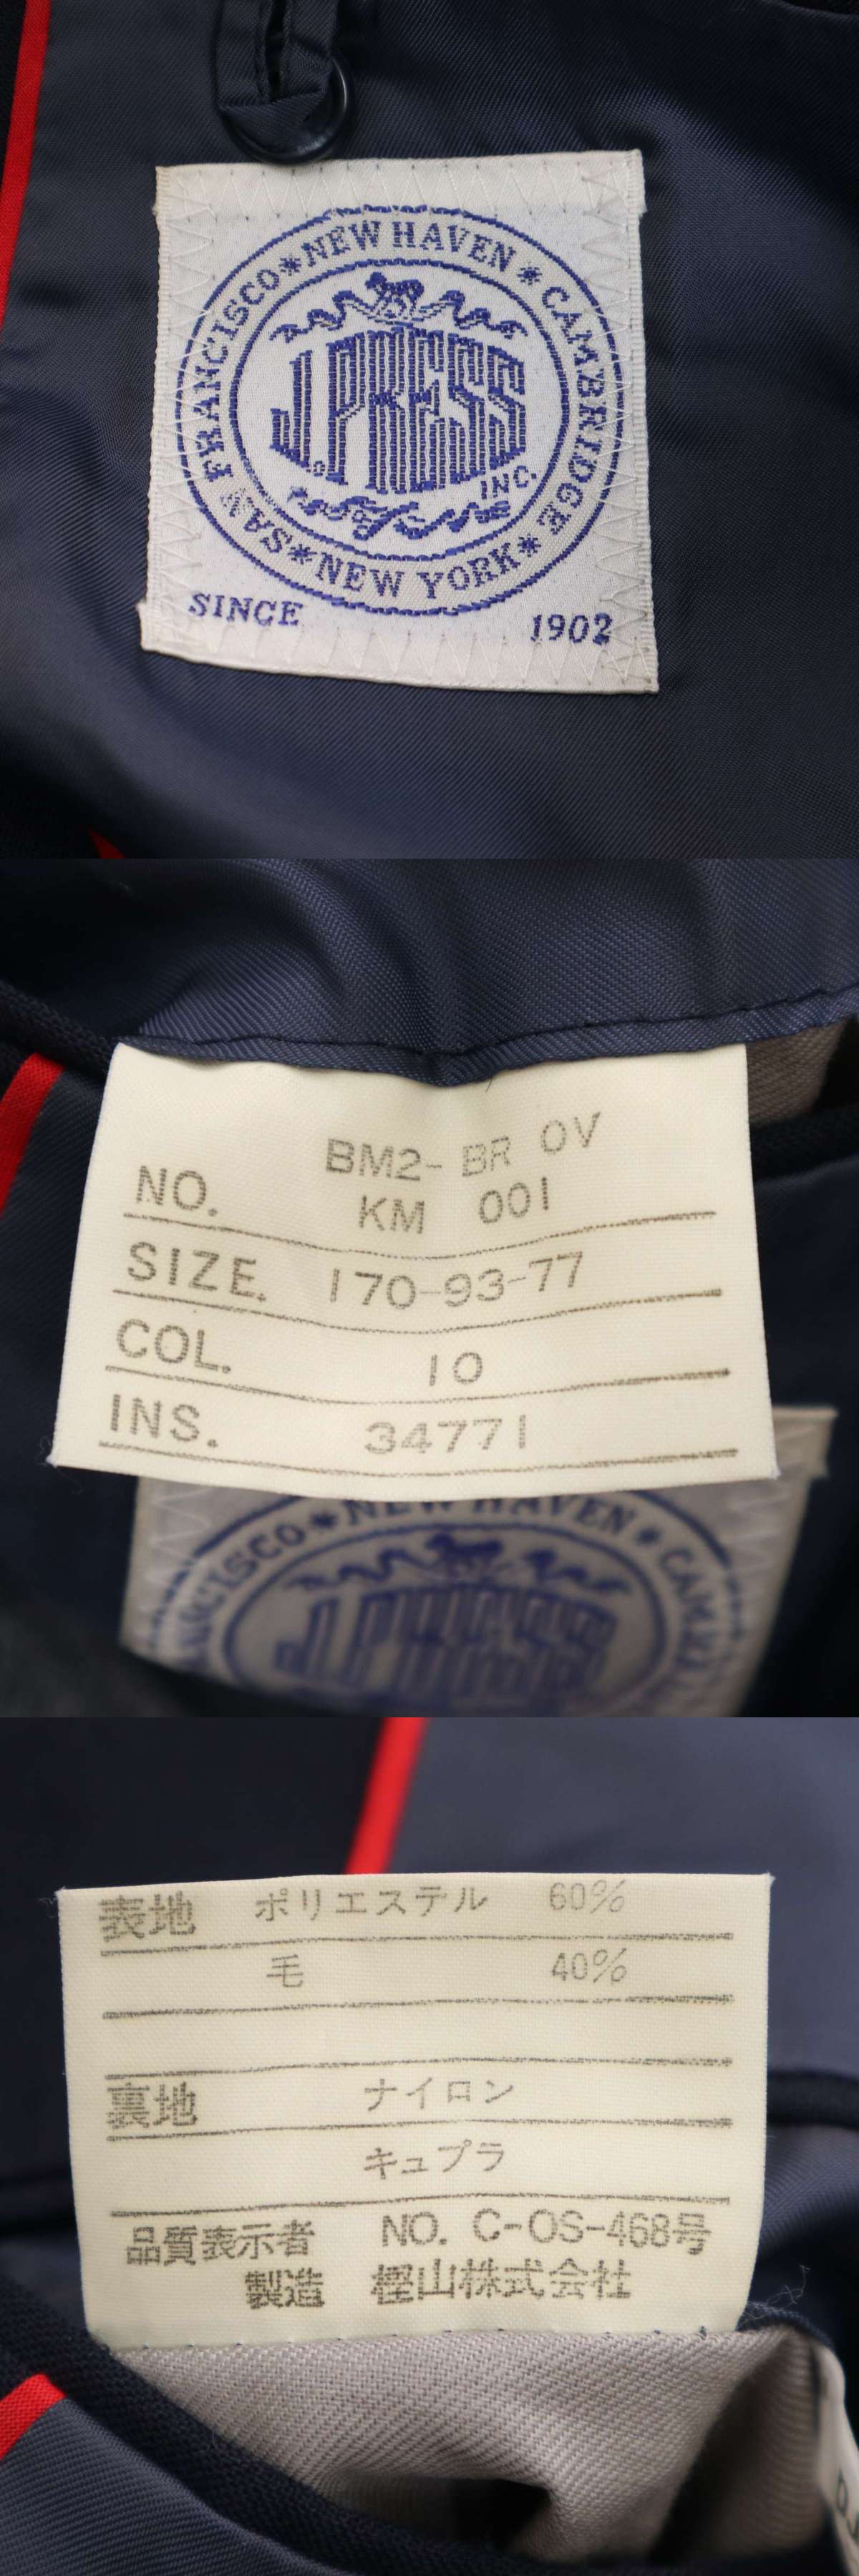 NEW HAVEN * CAMBRIDGE * NEW YORK * SAN FRANCISCO *
J. PRESS
INC.
SINCE 1902
NO. BM2- BR OV
KM 001
SIZE. 170-93-77
COL. 10
INS. 34771
NEW HAVEN
J. PRESS
表地 ポリエステル 60%
毛 40%
裏地 ナイロン
キュプラ
品質表示者 NO. C-OS-468号
製造 樫山株式会社